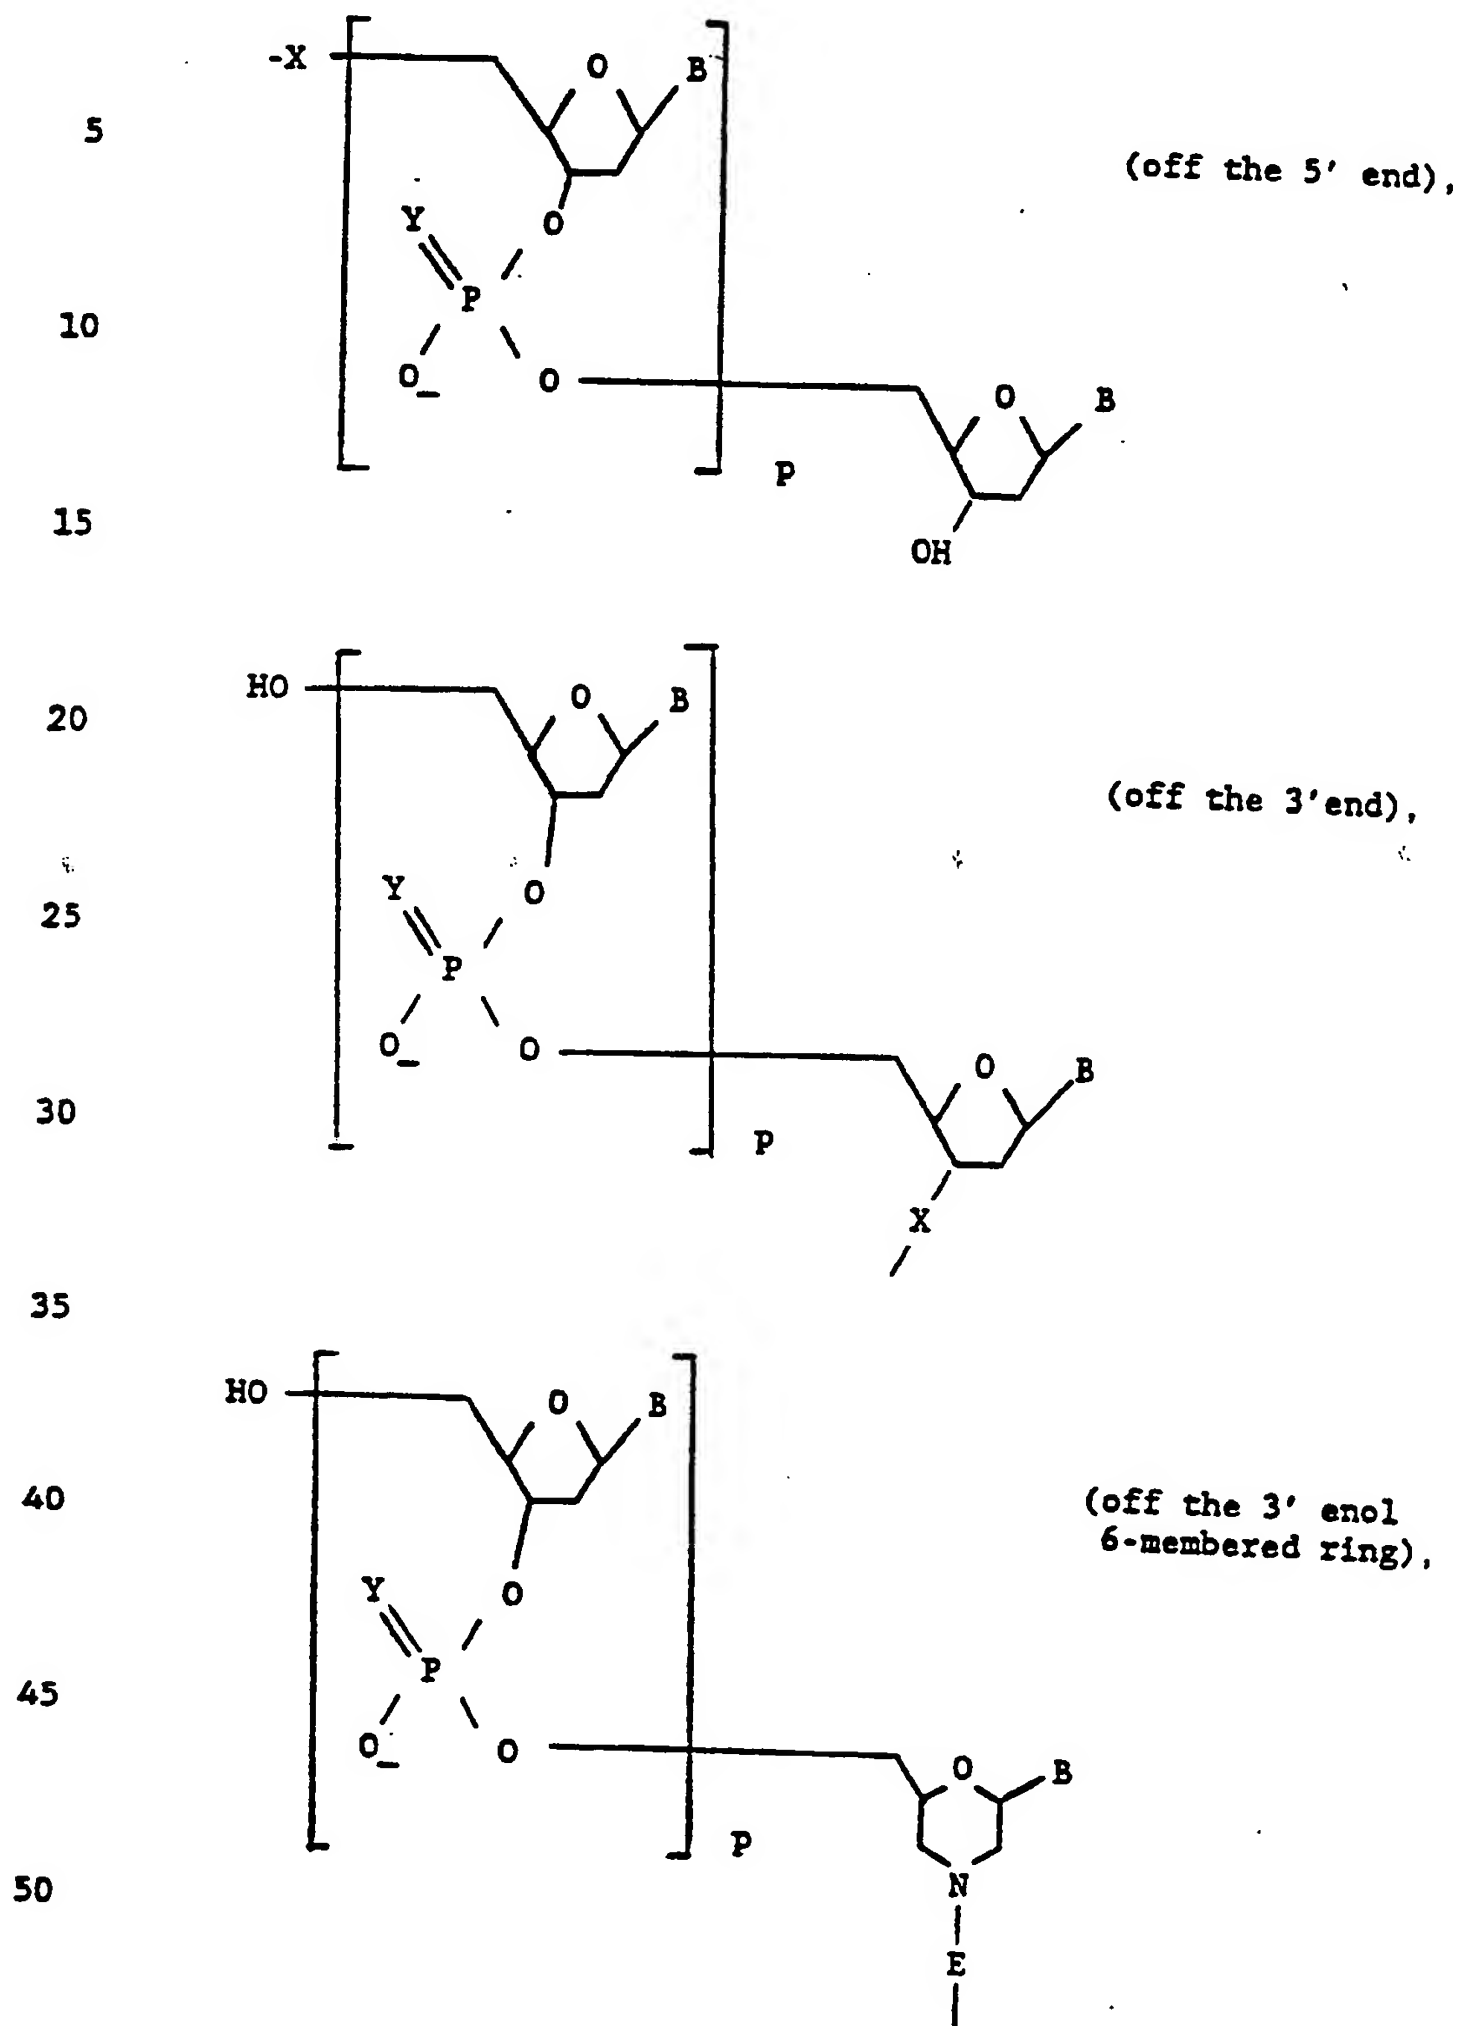 -X
O
B
5
(off the 5' end),
Y
O
P
10
O_
O
O
B
p
15
OH
HO
O
B
20
(off the 3'end),
Y
O
25
P
O_
O
O
B
30
p
X
35
HO
O
B
40
(off the 3' enol
6-membered ring),
Y
O
P
45
O_
O
O
B
p
N
50
E